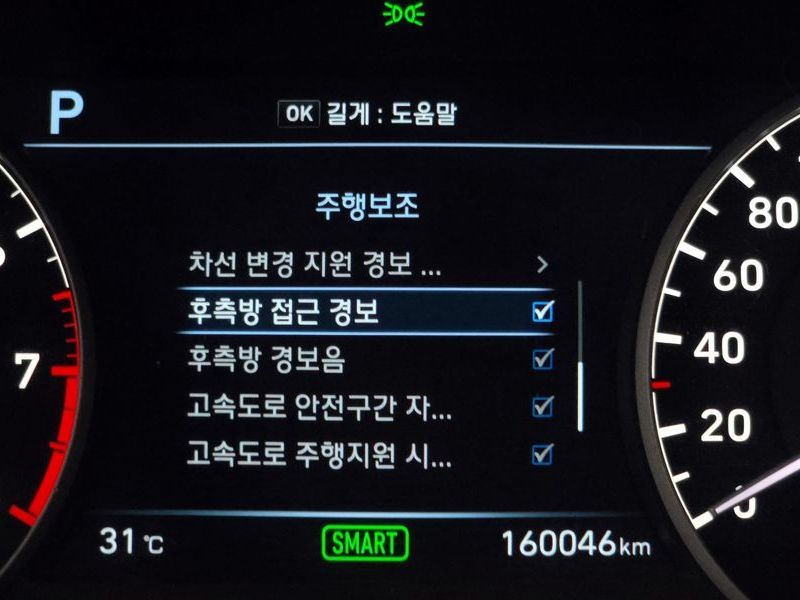 P
OK 길게 : 도움말
주행보조
차선 변경 지원 경보 ...
후측방 접근 경보
후측방 경보음
고속도로 안전구간 자...
고속도로 주행지원 시...
7
80
60
40
20
0
31 ℃
SMART
160046 km